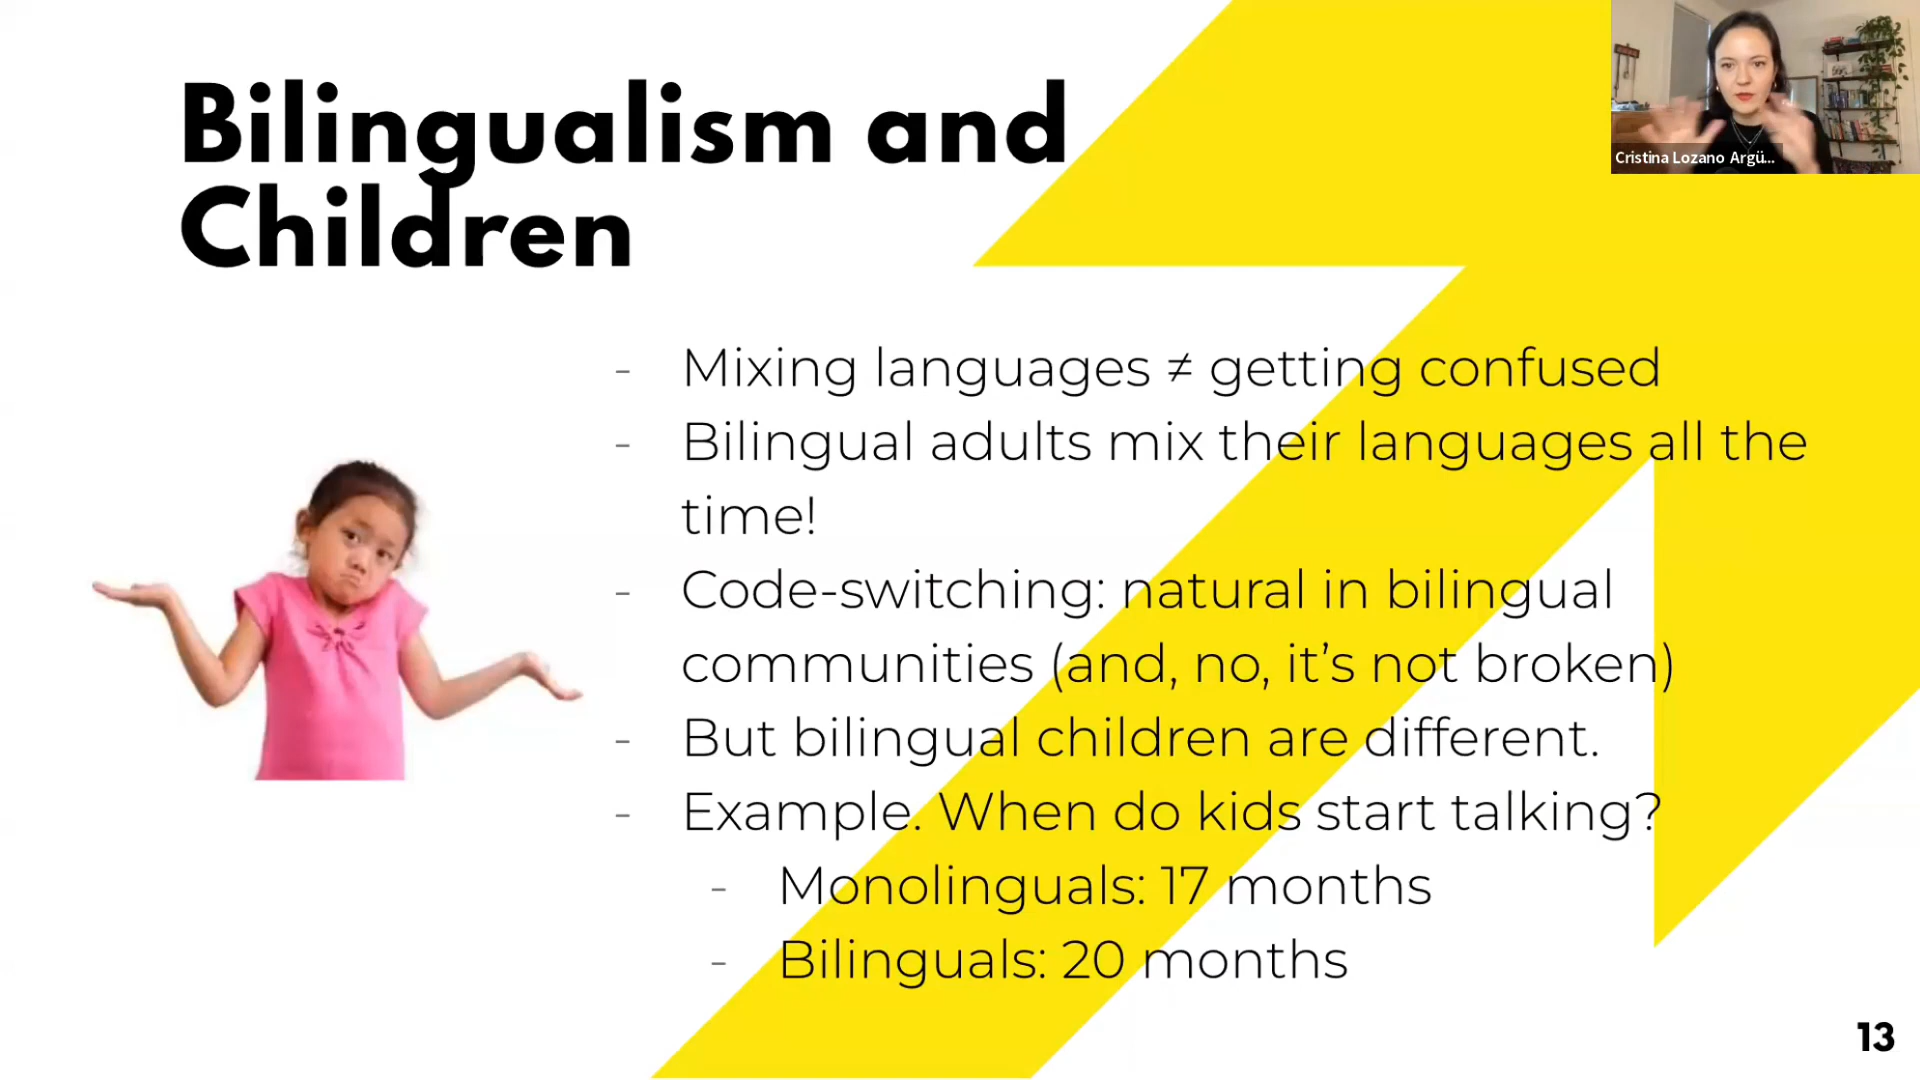 Bilingualism and
Children
Cristina Lozano Argü...
- Mixing languages ≠ getting confused
- Bilingual adults mix their languages all the
time!
- Code-switching: natural in bilingual
communities (and, no, it’s not broken)
- But bilingual children are different.
- Example. When do kids start talking?
- Monolinguals: 17 months
- Bilinguals: 20 months
13